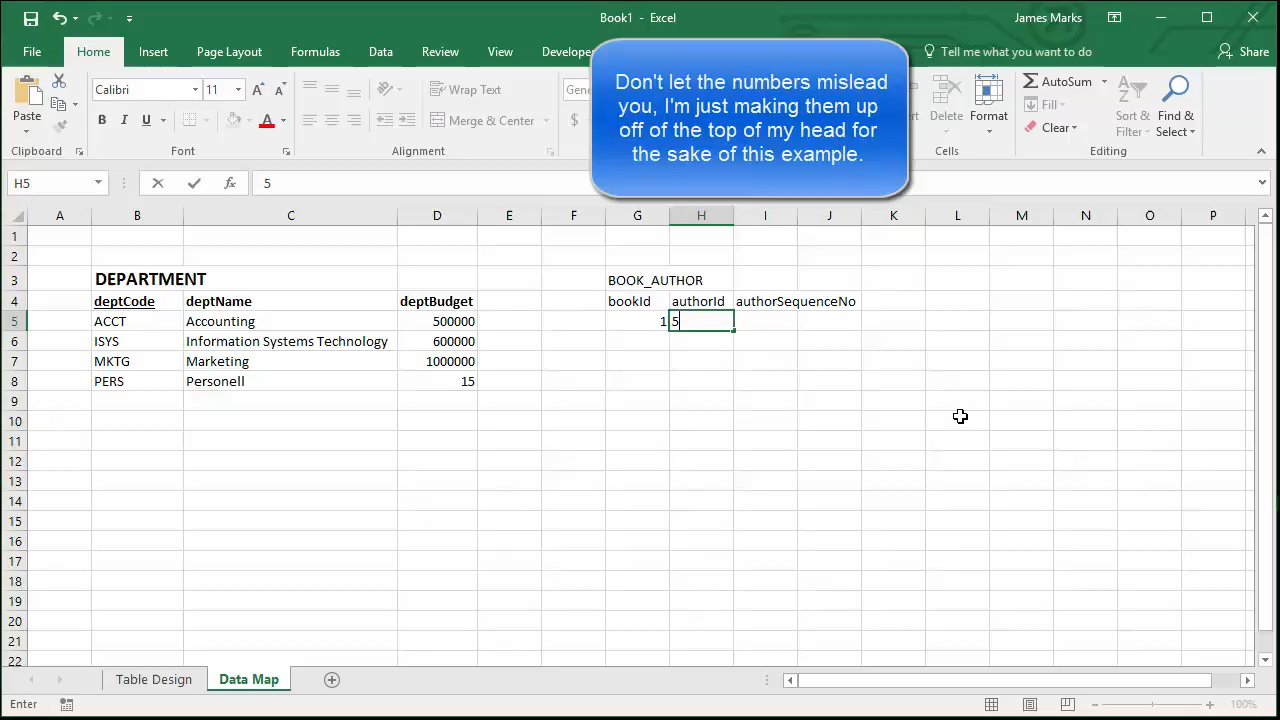 Book1 - Excel
James Marks
File Home Insert Page Layout Formulas Data Review View Developer Tell me what you want to do Share
Don't let the numbers mislead
you, I'm just making them up
off of the top of my head for
the sake of this example.
Paste
Clipboard
Calibri 11
B I U
Font
Wrap Text
Merge & Center
Alignment
$
Delete Format
Cells
AutoSum
Fill
Clear
Sort &
Filter
Find &
Select
Editing
H5 fx 5
A B C D E F G H I J K L M N O P
1
2
3 DEPARTMENT BOOK_AUTHOR
4 deptCode deptName deptBudget bookId authorId authorSequenceNo
5 ACCT Accounting 500000 1 5
6 ISYS Information Systems Technology 600000
7 MKTG Marketing 1000000
8 PERS Personell 15
9
10
11
12
13
14
15
16
17
18
19
20
21
22
Table Design Data Map
Enter 100%